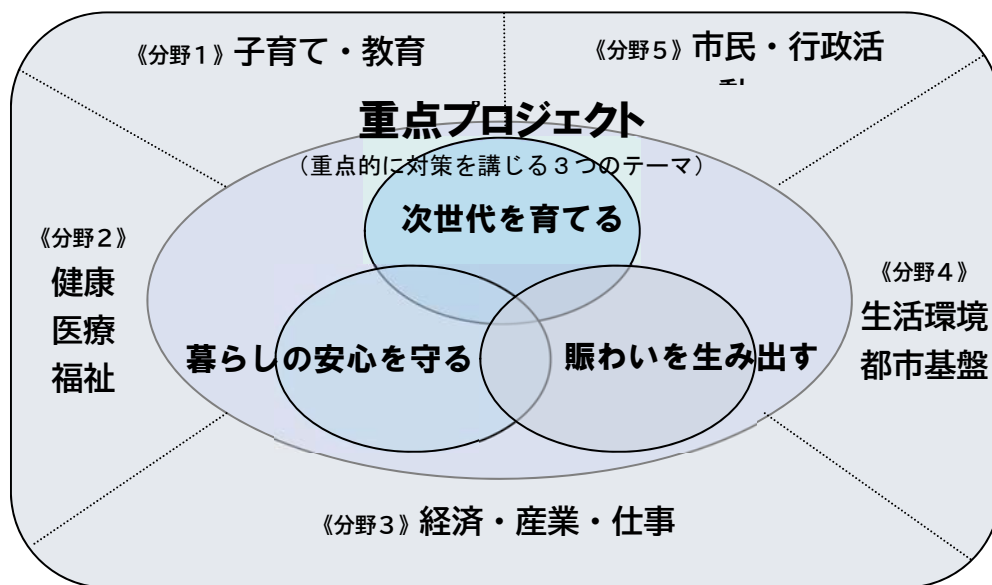 《分野１》子育て・教育
《分野５》市民・行政活
重点プロジェクト
（重点的に対策を講じる３つのテーマ）
次世代を育てる
《分野２》
健康
医療
福祉
《分野４》
生活環境
都市基盤
暮らしの安心を守る
賑わいを生み出す
《分野３》経済・産業・仕事